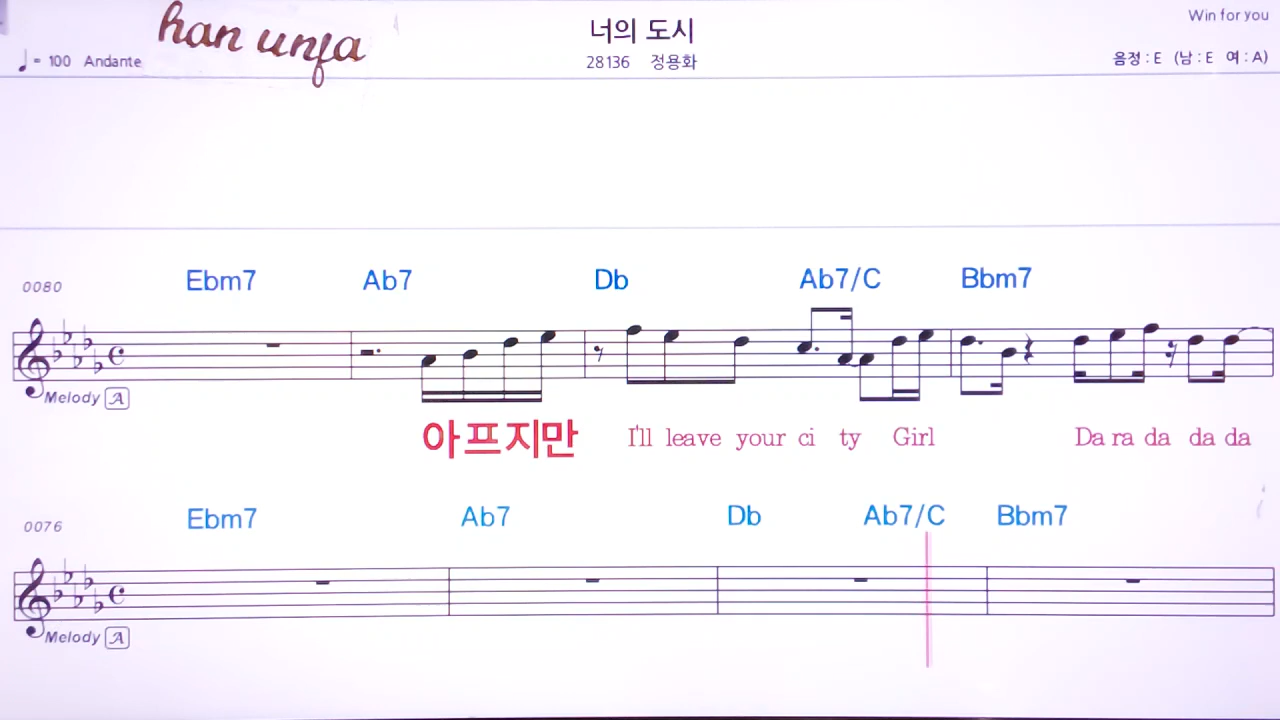 han unfa
너의 도시
Win for you
♩= 100 Andante
28136 정용화
음정 : E (남 : E 여 : A)
0080 Ebm7 Ab7 Db Ab7/C Bbm7
Melody A
아프지만 I'll leave your ci ty Girl Da ra da da da
0076 Ebm7 Ab7 Db Ab7/C Bbm7
Melody A